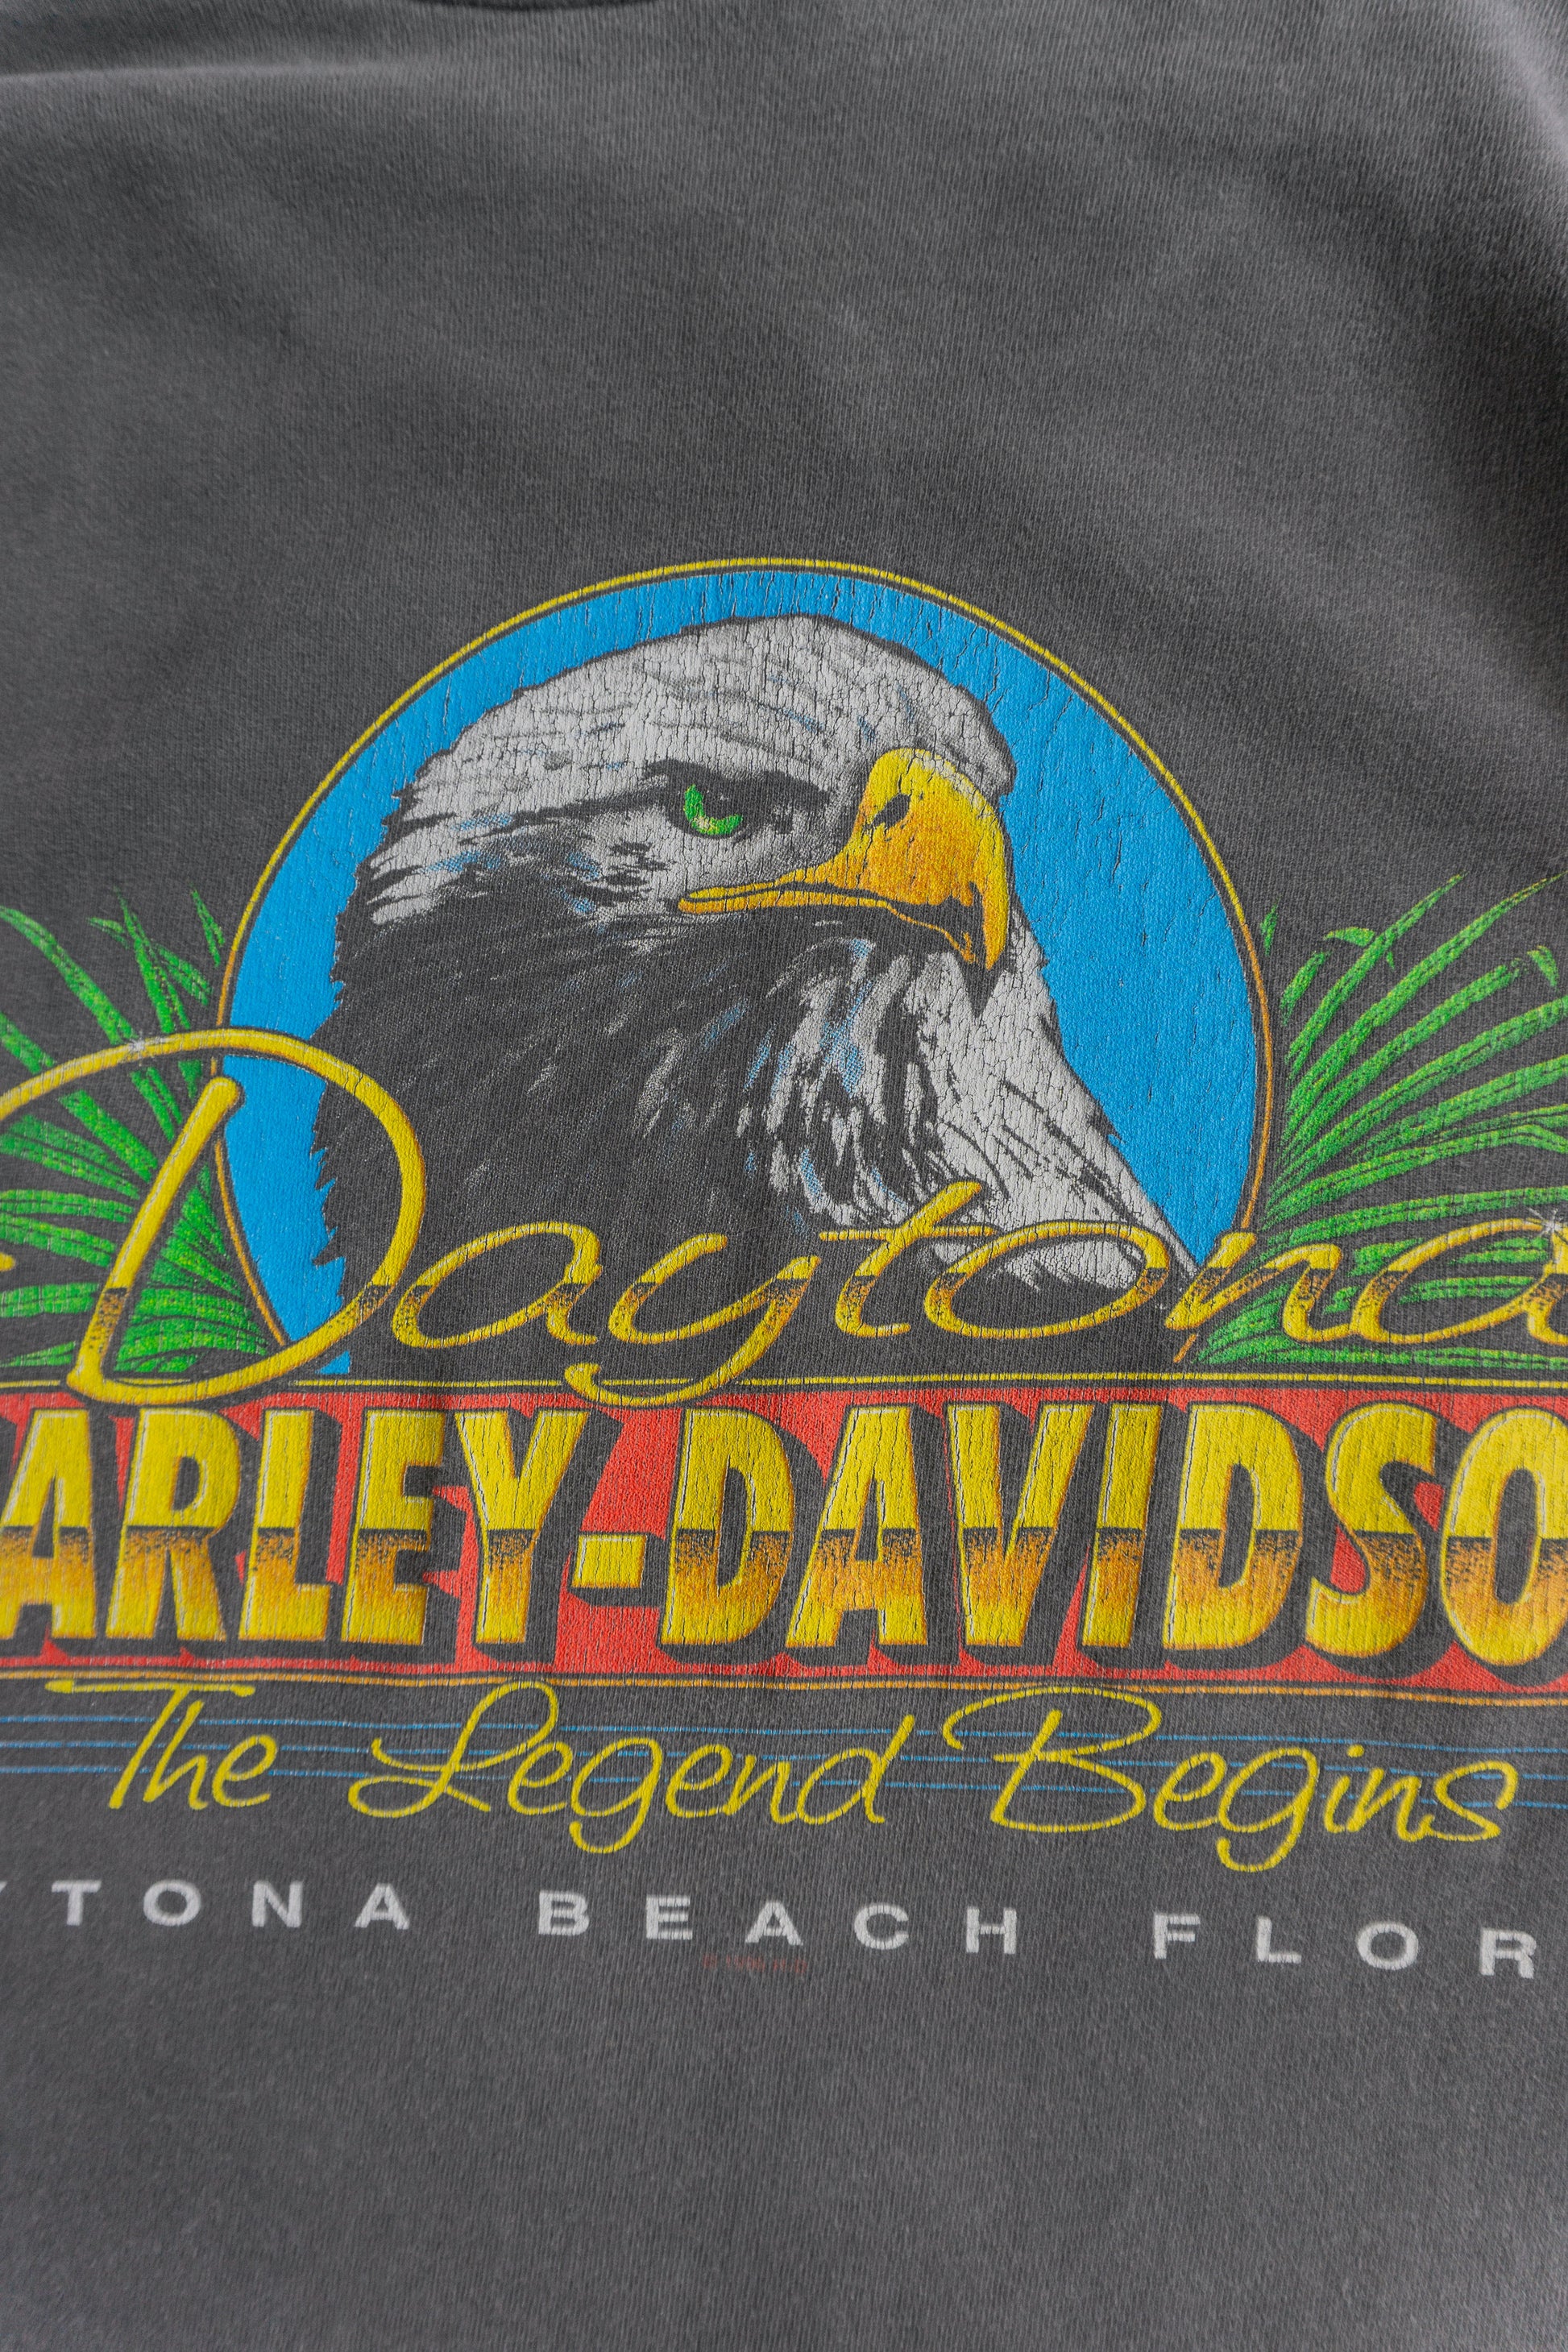 Daytona
ARLEY-DAVIDSO
The Legend Begins
YTONA BEACH FLOR